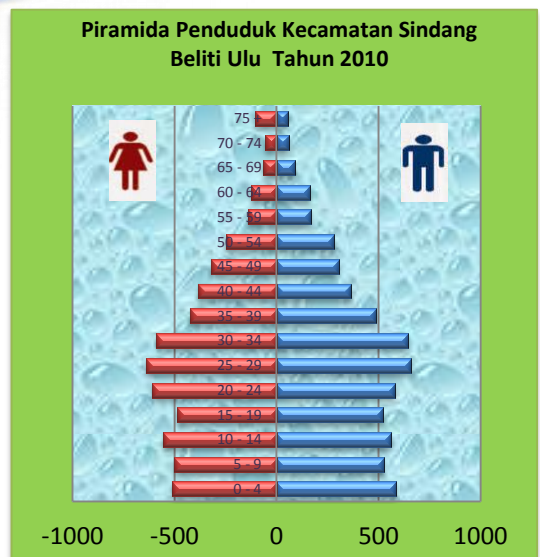 Piramida Penduduk Kecamatan Sindang
Beliti Ulu Tahun 2010
75 +
70 - 74
65 - 69
60 - 64
55 - 59
50 - 54
45 - 49
40 - 44
35 - 39
30 - 34
25 - 29
20 - 24
15 - 19
10 - 14
5 - 9
0 - 4
-1000 -500 0 500 1000